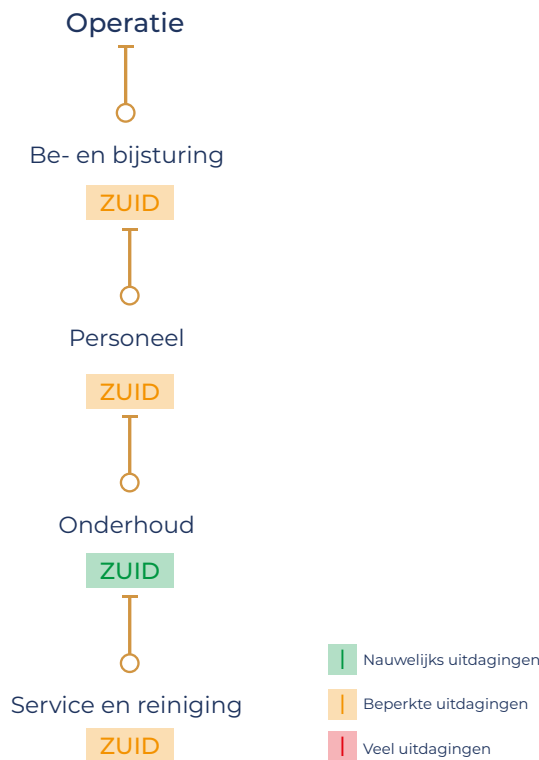 Operatie
Be- en bijsturing
ZUID
Personeel
ZUID
Onderhoud
ZUID
Service en reiniging
ZUID
Nauwelijks uitdagingen
Beperkte uitdagingen
Veel uitdagingen